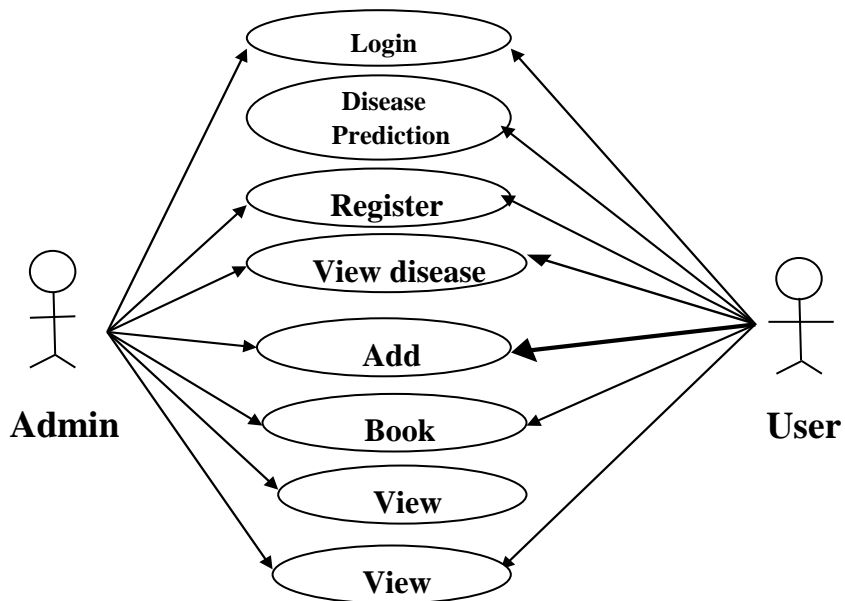 Login
Disease
Prediction
Register
View disease
Add
Admin
User
Book
View
View